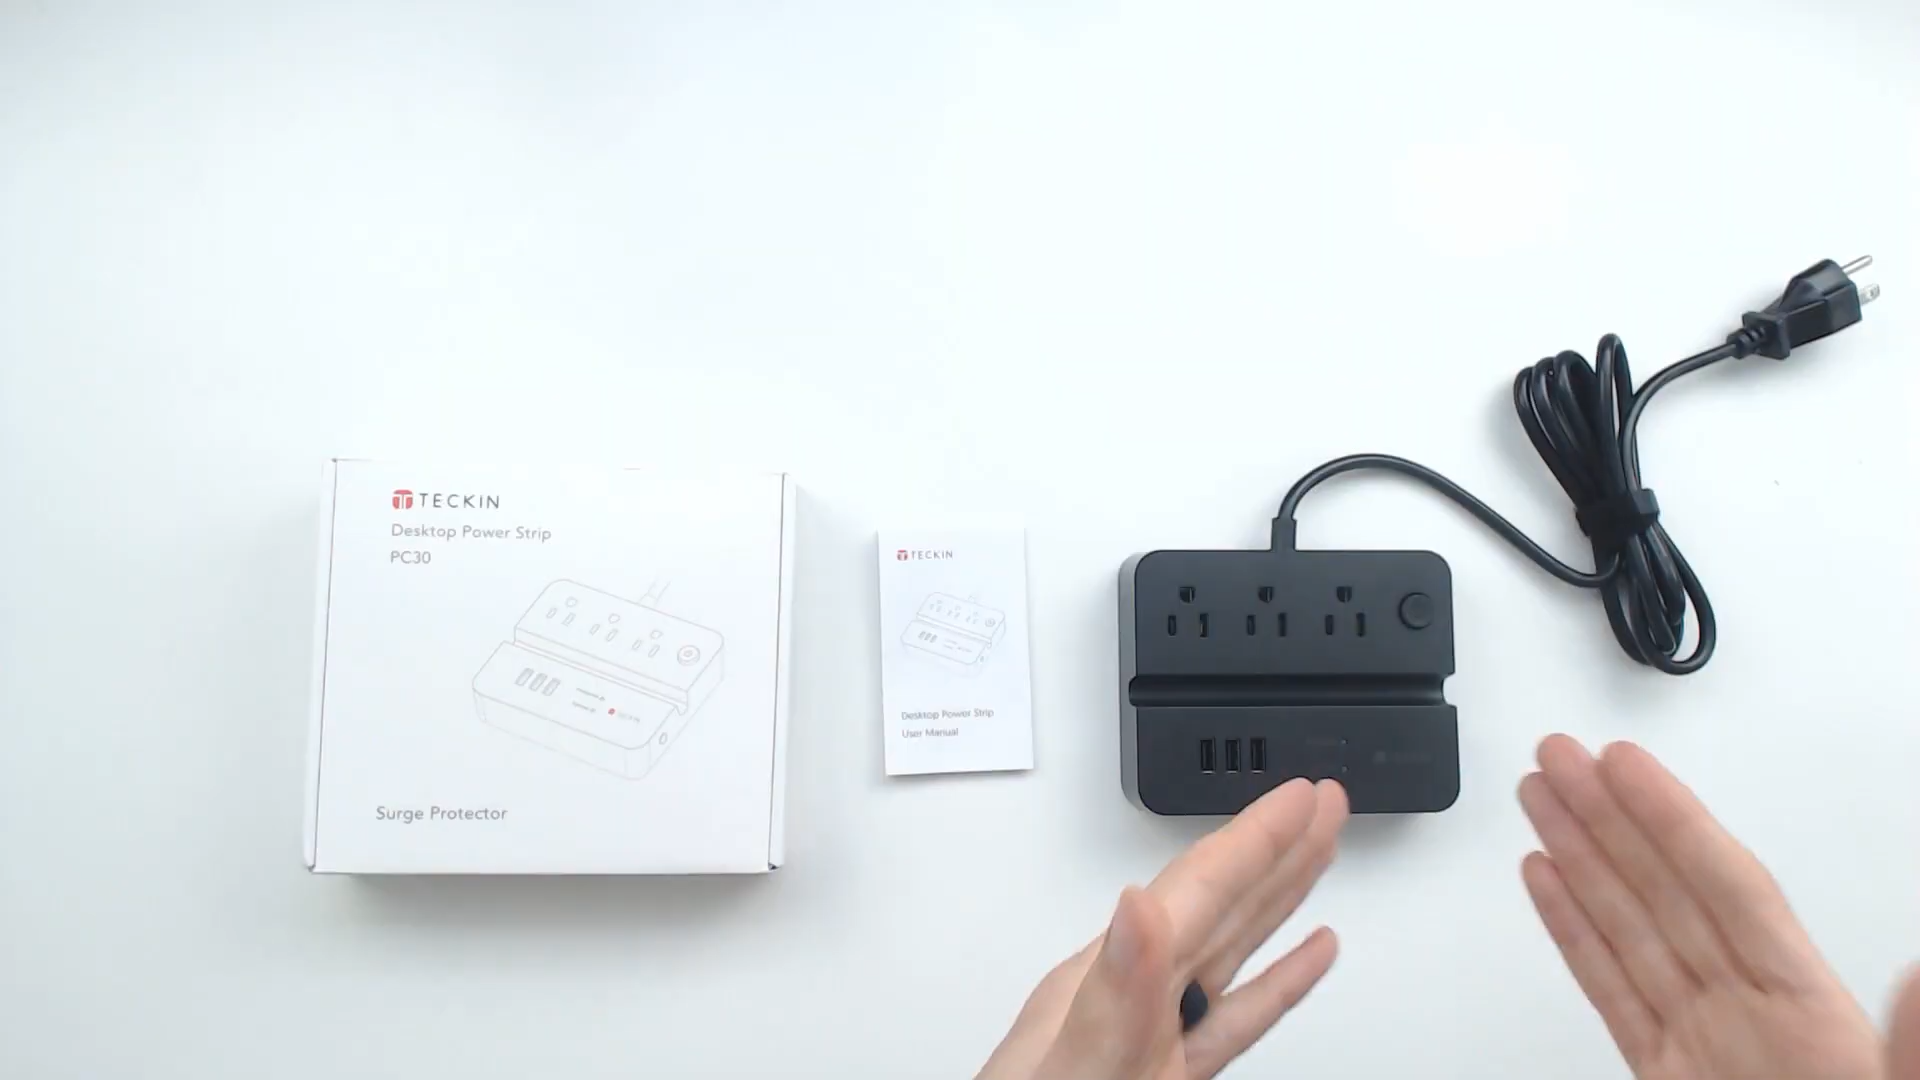 TECKIN
Desktop Power Strip
PC30
Surge Protector
TECKIN
Desktop Power Strip
User Manual